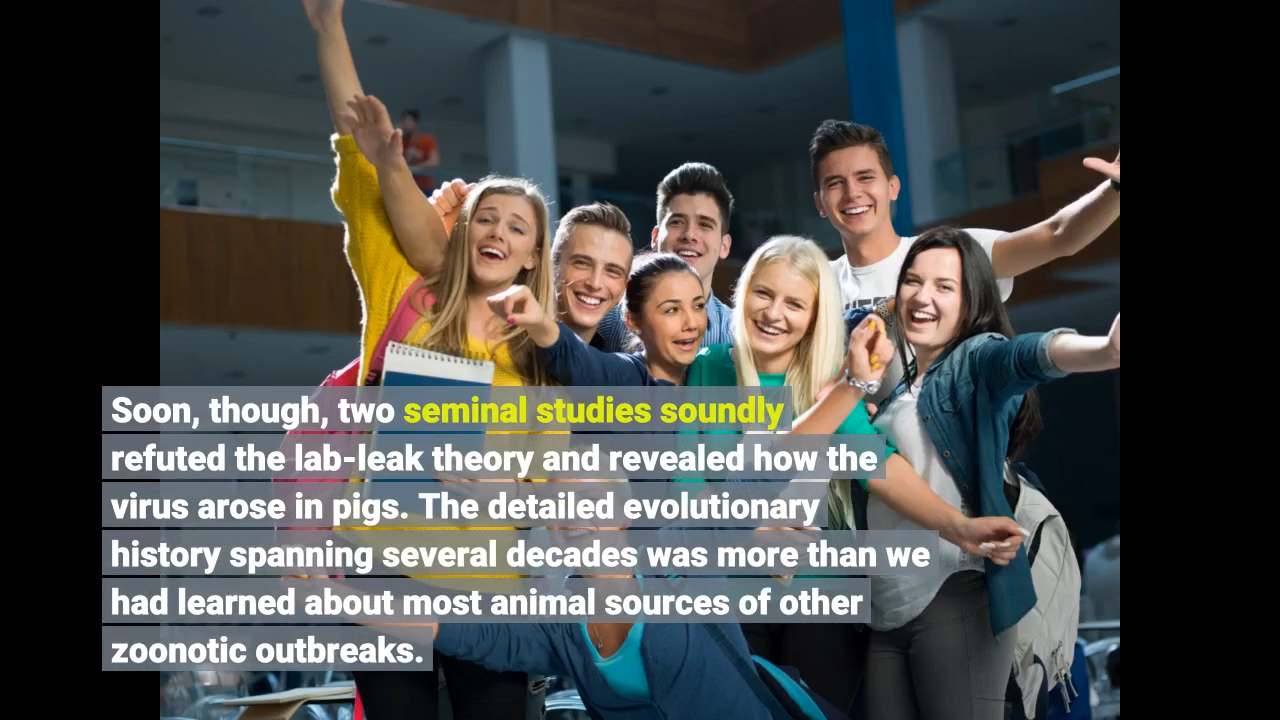 Soon, though, two seminal studies soundly
refuted the lab-leak theory and revealed how the
virus arose in pigs. The detailed evolutionary
history spanning several decades was more than we
had learned about most animal sources of other
zoonotic outbreaks.